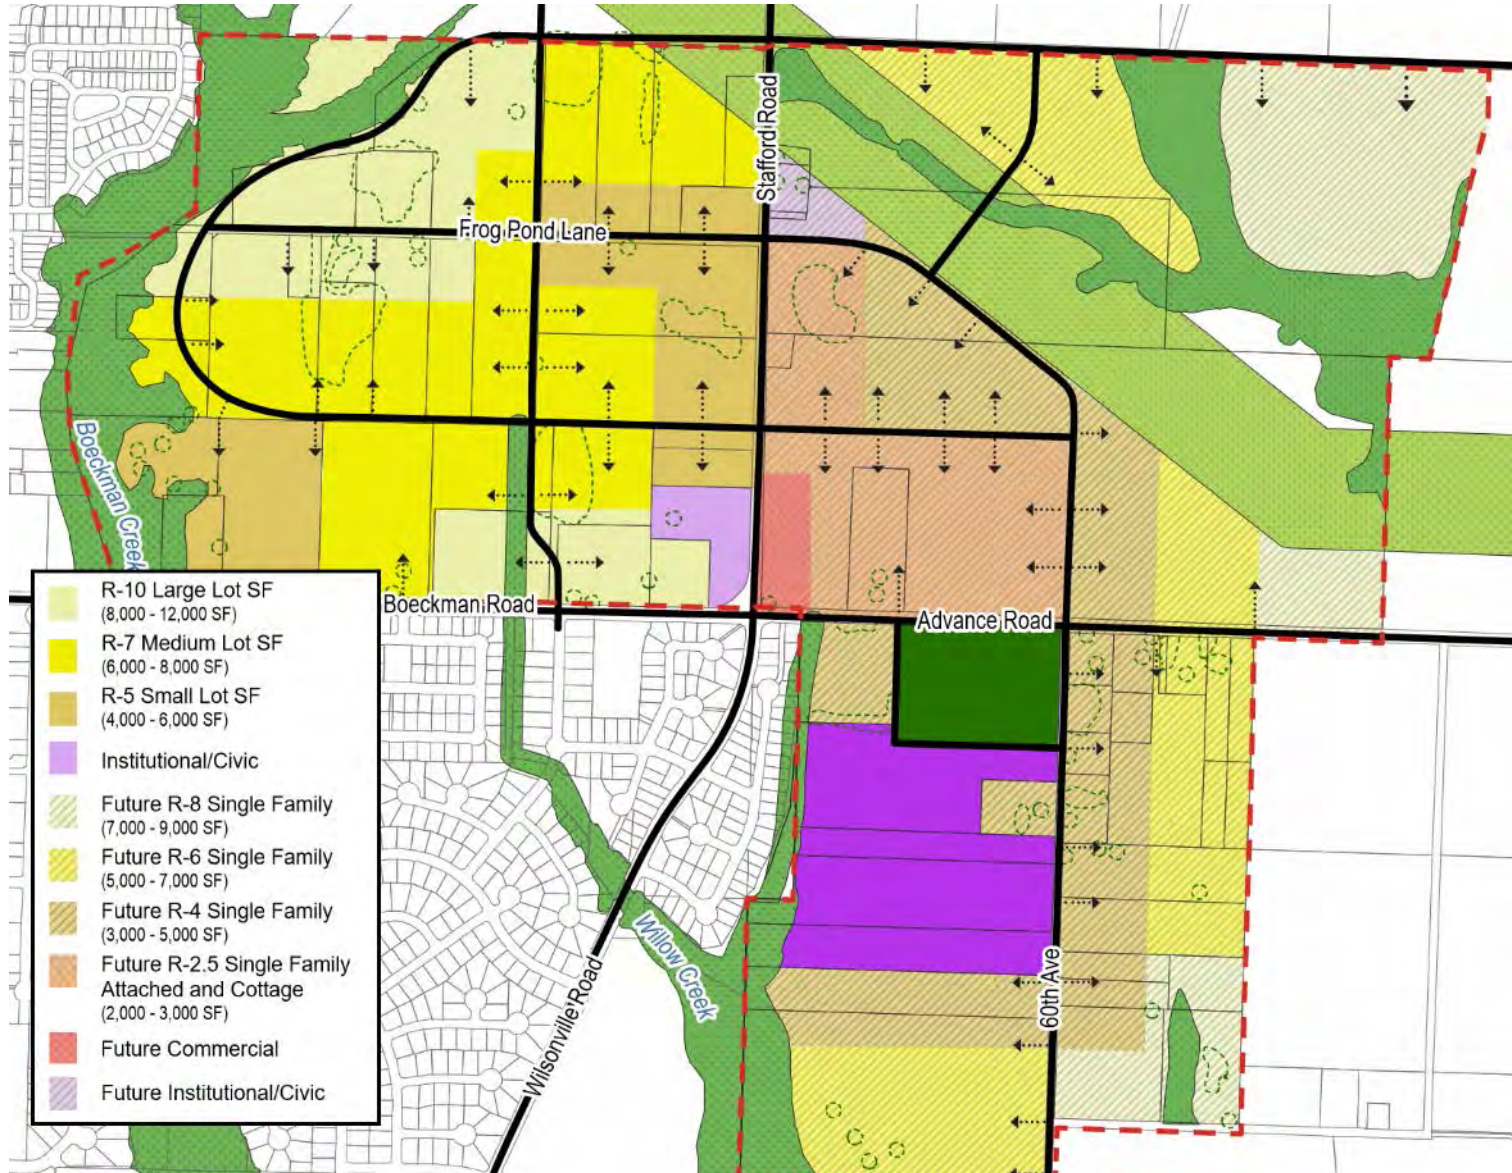 Stafford Road
Frog Pond Lane
Boeckman Creek
Boeckman Road
Advance Road
R-10 Large Lot SF
(8,000 - 12,000 SF)
R-7 Medium Lot SF
(6,000 - 8,000 SF)
R-5 Small Lot SF
(4,000 - 6,000 SF)
Institutional/Civic
Future R-8 Single Family
(7,000 - 9,000 SF)
Future R-6 Single Family
(5,000 - 7,000 SF)
Future R-4 Single Family
(3,000 - 5,000 SF)
Future R-2.5 Single Family
Attached and Cottage
(2,000 - 3,000 SF)
Future Commercial
Future Institutional/Civic
Willow Creek
Wilsonville Road
60th Ave